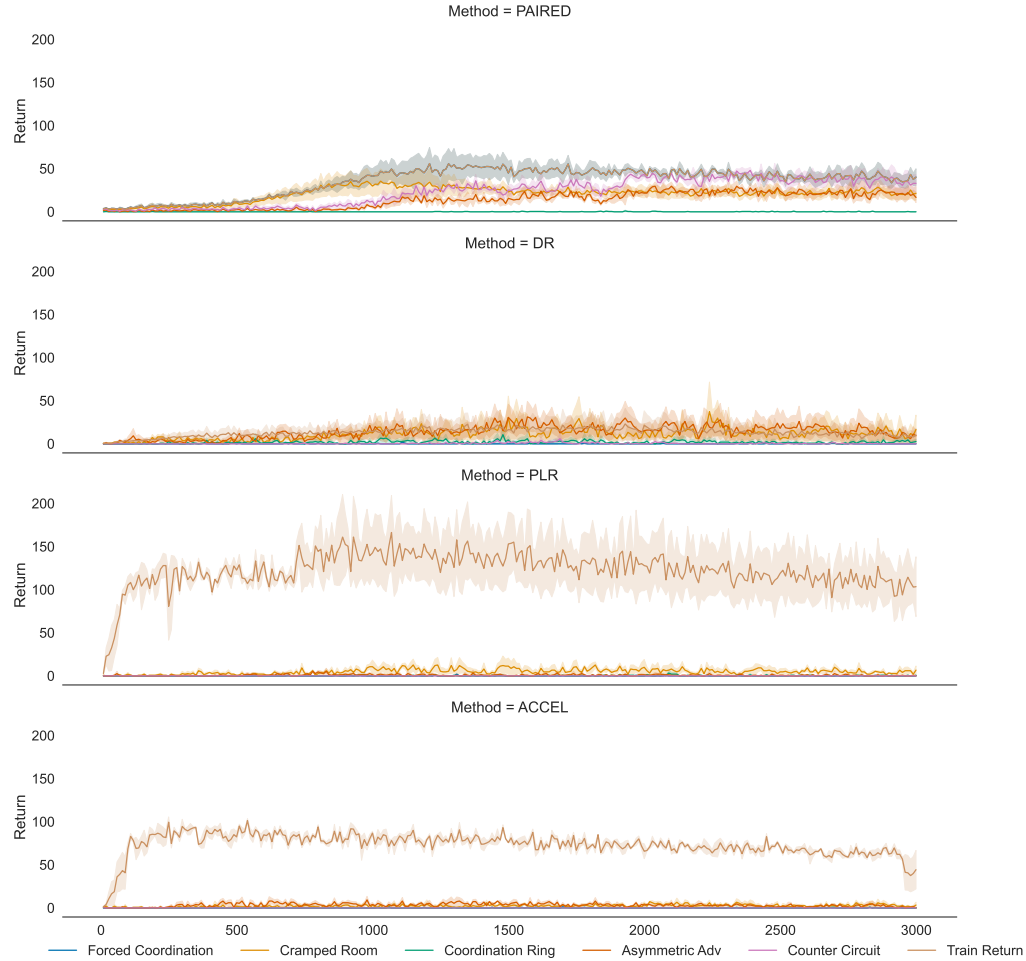 Method = PAIRED
200
150
100
50
0
Return
Method = DR
200
150
100
50
0
Return
Method = PLR
200
150
100
50
0
Return
Method = ACCEL
200
150
100
50
0
Return
0 500 1000 1500 2000 2500 3000
Forced Coordination Cramped Room Coordination Ring Asymmetric Adv Counter Circuit Train Return